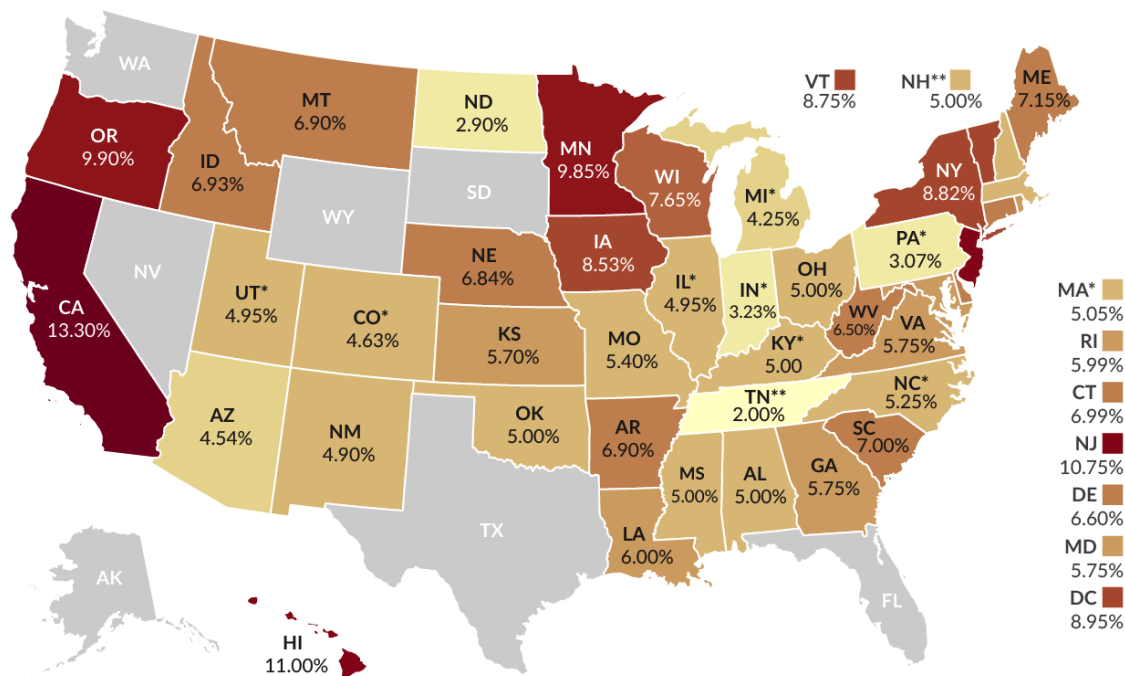 WA
MT
6.90%
ND
2.90%
VT
8.75%
NH**
5.00%
ME
7.15%
OR
9.90%
ID
6.93%
MN
9.85%
WI
7.65%
NY
8.82%
SD
WY
MI*
4.25%
NV
NE
6.84%
IA
8.53%
PA*
3.07%
CA
13.30%
UT*
4.95%
CO*
4.63%
KS
5.70%
MO
5.40%
IL*
4.95%
IN*
3.23%
OH
5.00%
WV
6.50%
VA
5.75%
KY*
5.00
NC*
5.25%
TN**
2.00%
AZ
4.54%
NM
4.90%
OK
5.00%
AR
6.90%
SC
7.00%
MS
5.00%
AL
5.00%
GA
5.75%
TX
LA
6.00%
FL
AK
HI
11.00%
MA*
5.05%
RI
5.99%
CT
6.99%
NJ
10.75%
DE
6.60%
MD
5.75%
DC
8.95%